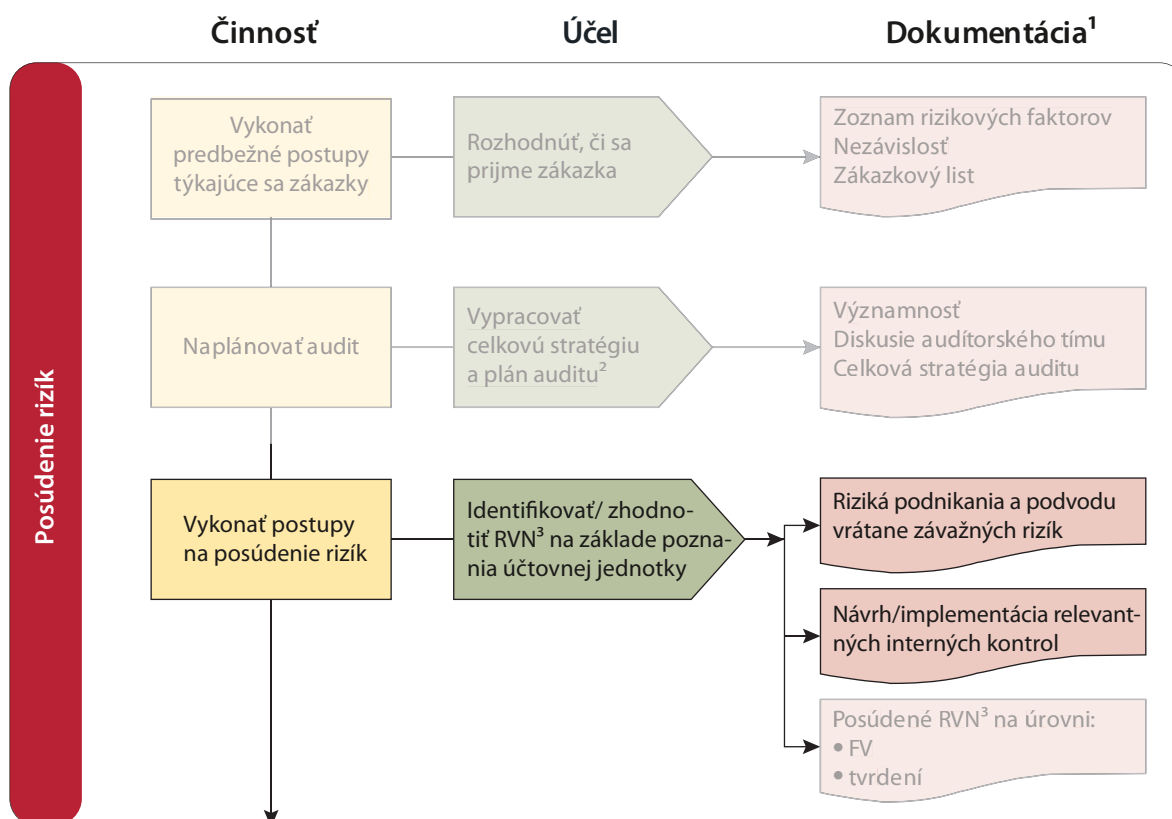 Činnosť
Účel
Dokumentácia¹
Posúdenie rizík
Vykonať
predbežné postupy
týkajúce sa zákazky
Rozhodnúť, či sa
prijme zákazka
Zoznam rizikových faktorov
Nezávislosť
Zákazkový list
Naplánovať audit
Vypracovať
celkovú stratégiu
a plán auditu²
Významnosť
Diskusie audítorského tímu
Celková stratégia auditu
Vykonať postupy
na posúdenie rizík
Identifikovať/ zhodno-
tiť RVN³ na základe pozna-
nia účtovnej jednotky
Riziká podnikania a podvodu
vrátane závažných rizík
Návrh/implementácia relevant-
ných interných kontrol
Posúdené RVN³ na úrovni:
• FV
• tvrdení